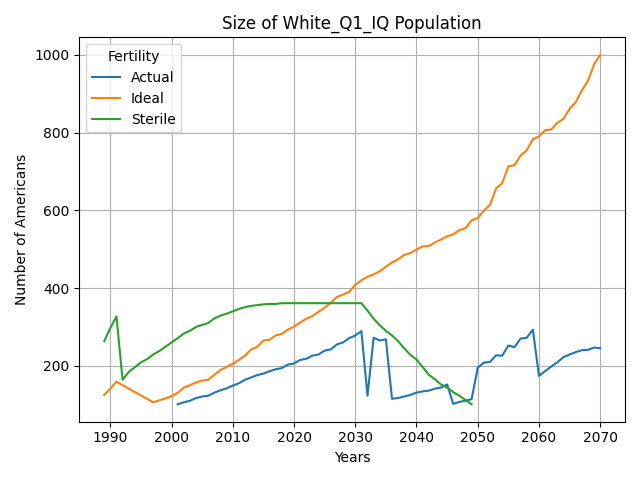 Size of White_Q1_IQ Population
Fertility
Actual
Ideal
Sterile
Number of Americans
1000
800
600
400
200
1990 2000 2010 2020 2030 2040 2050 2060 2070
Years